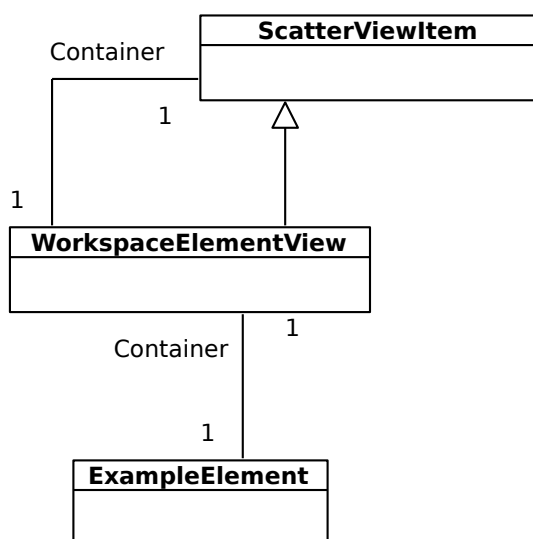 ScatterViewItem
Container
1
1
WorkspaceElementView
1
Container
1
ExampleElement